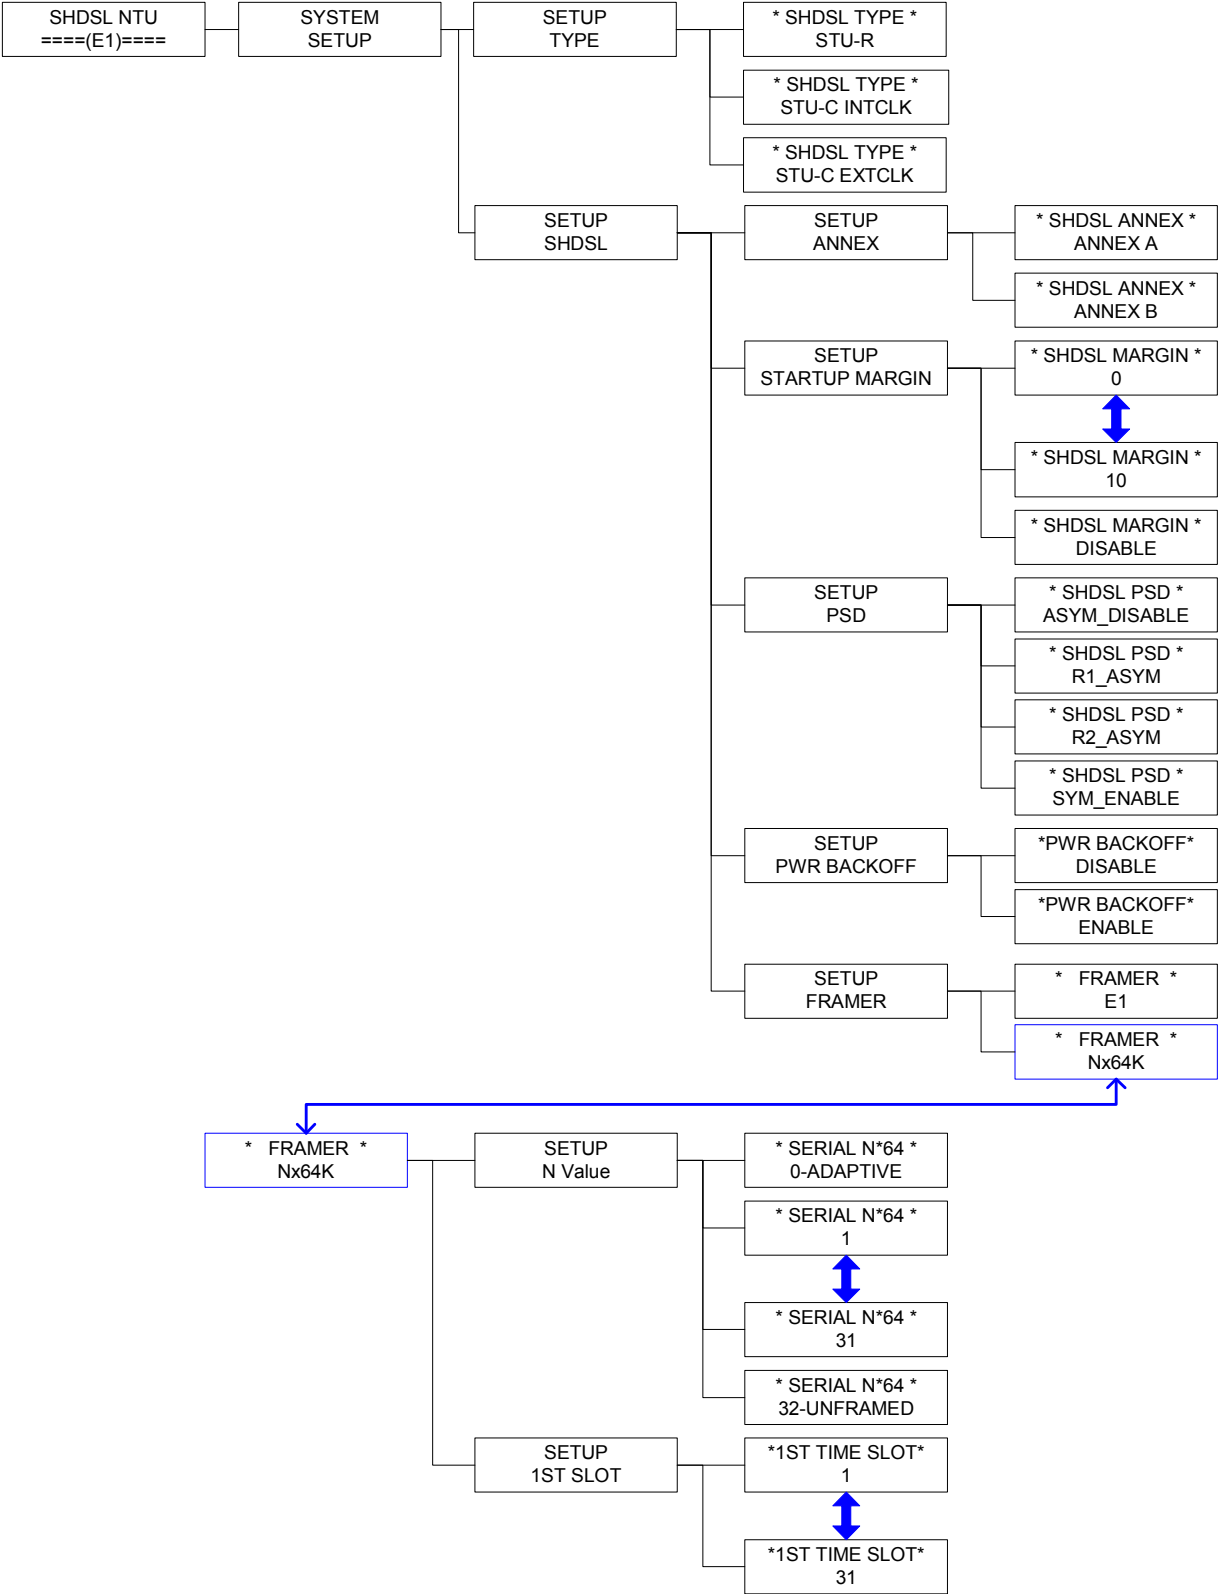 SHDSL NTU
====(E1)====
SYSTEM
SETUP
SETUP
TYPE
* SHDSL TYPE *
STU-R
* SHDSL TYPE *
STU-C INTCLK
* SHDSL TYPE *
STU-C EXTCLK
SETUP
SHDSL
SETUP
ANNEX
* SHDSL ANNEX *
ANNEX A
* SHDSL ANNEX *
ANNEX B
SETUP
STARTUP MARGIN
* SHDSL MARGIN *
0
* SHDSL MARGIN *
10
* SHDSL MARGIN *
DISABLE
SETUP
PSD
* SHDSL PSD *
ASYM_DISABLE
* SHDSL PSD *
R1_ASYM
* SHDSL PSD *
R2_ASYM
* SHDSL PSD *
SYM_ENABLE
SETUP
PWR BACKOFF
*PWR BACKOFF*
DISABLE
*PWR BACKOFF*
ENABLE
SETUP
FRAMER
* FRAMER *
E1
* FRAMER *
Nx64K
* FRAMER *
Nx64K
SETUP
N Value
* SERIAL N*64 *
0-ADAPTIVE
* SERIAL N*64 *
1
* SERIAL N*64 *
31
* SERIAL N*64 *
32-UNFRAMED
SETUP
1ST SLOT
*1ST TIME SLOT*
1
*1ST TIME SLOT*
31